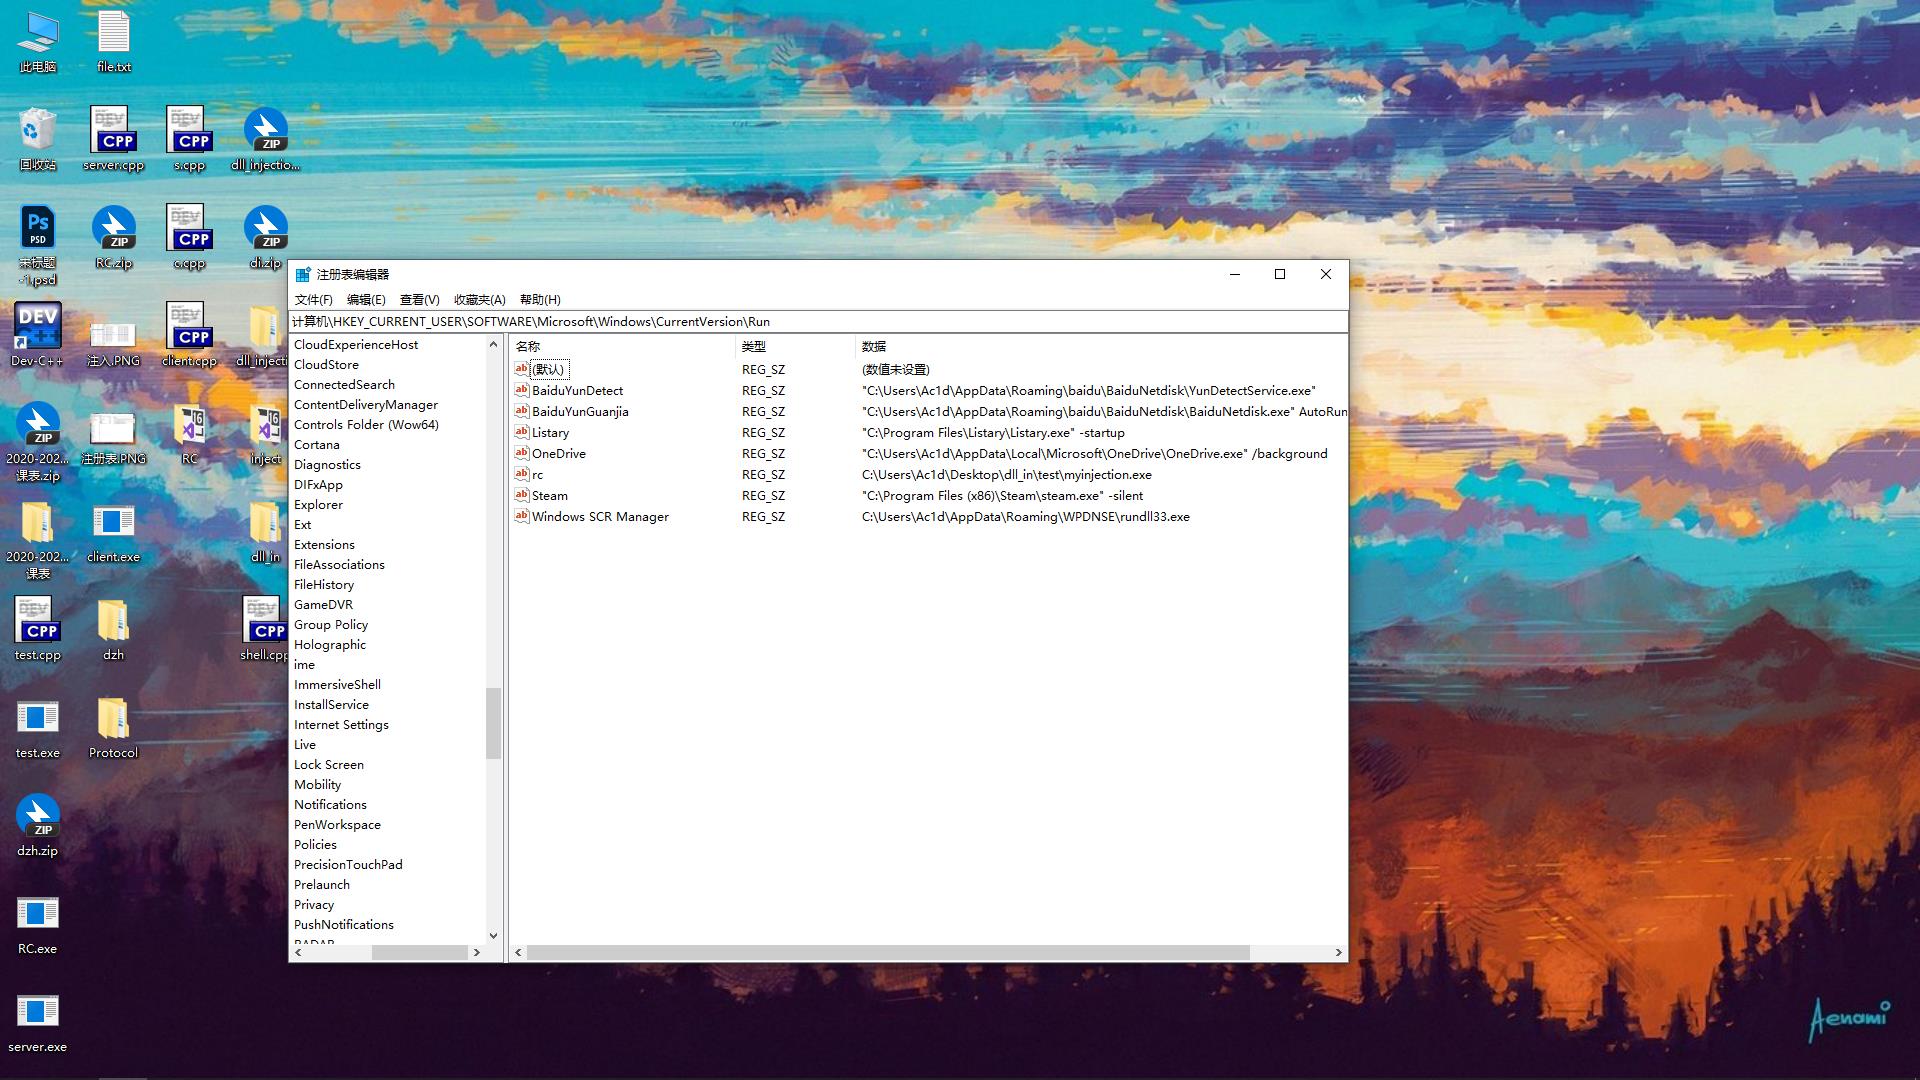 此电脑
file.txt
回收站
server.cpp
s.cpp
dll_injectio...
未标题
-1.psd
RC.zip
c.cpp
di.zip
Dev-C++
注入.PNG
client.cpp
dll_injecti
2020-202...
课表.zip
注册表.PNG
RC
inject
2020-202...
课表
client.exe
dll_in
test.cpp
dzh
shell.cpp
test.exe
Protocol
dzh.zip
RC.exe
server.exe
注册表编辑器
文件(F) 编辑(E) 查看(V) 收藏夹(A) 帮助(H)
计算机\HKEY_CURRENT_USER\SOFTWARE\Microsoft\Windows\CurrentVersion\Run
CloudExperienceHost
CloudStore
ConnectedSearch
ContentDeliveryManager
Controls Folder (Wow64)
Cortana
Diagnostics
DIFxApp
Explorer
Ext
Extensions
FileAssociations
FileHistory
GameDVR
Group Policy
Holographic
ime
ImmersiveShell
InstallService
Internet Settings
Live
Lock Screen
Mobility
Notifications
PenWorkspace
Policies
PrecisionTouchPad
Prelaunch
Privacy
PushNotifications
RADAR
名称 类型 数据
(默认) REG_SZ (数值未设置)
BaiduYunDetect REG_SZ "C:\Users\Ac1d\AppData\Roaming\baidu\BaiduNetdisk\YunDetectService.exe"
BaiduYunGuanjia REG_SZ "C:\Users\Ac1d\AppData\Roaming\baidu\BaiduNetdisk\BaiduNetdisk.exe" AutoRun
Listary REG_SZ "C:\Program Files\Listary\Listary.exe" -startup
OneDrive REG_SZ "C:\Users\Ac1d\AppData\Local\Microsoft\OneDrive\OneDrive.exe" /background
rc REG_SZ C:\Users\Ac1d\Desktop\dll_in\test\myinjection.exe
Steam REG_SZ "C:\Program Files (x86)\Steam\steam.exe" -silent
Windows SCR Manager REG_SZ C:\Users\Ac1d\AppData\Roaming\WPDNSE\rundll33.exe
Aenami